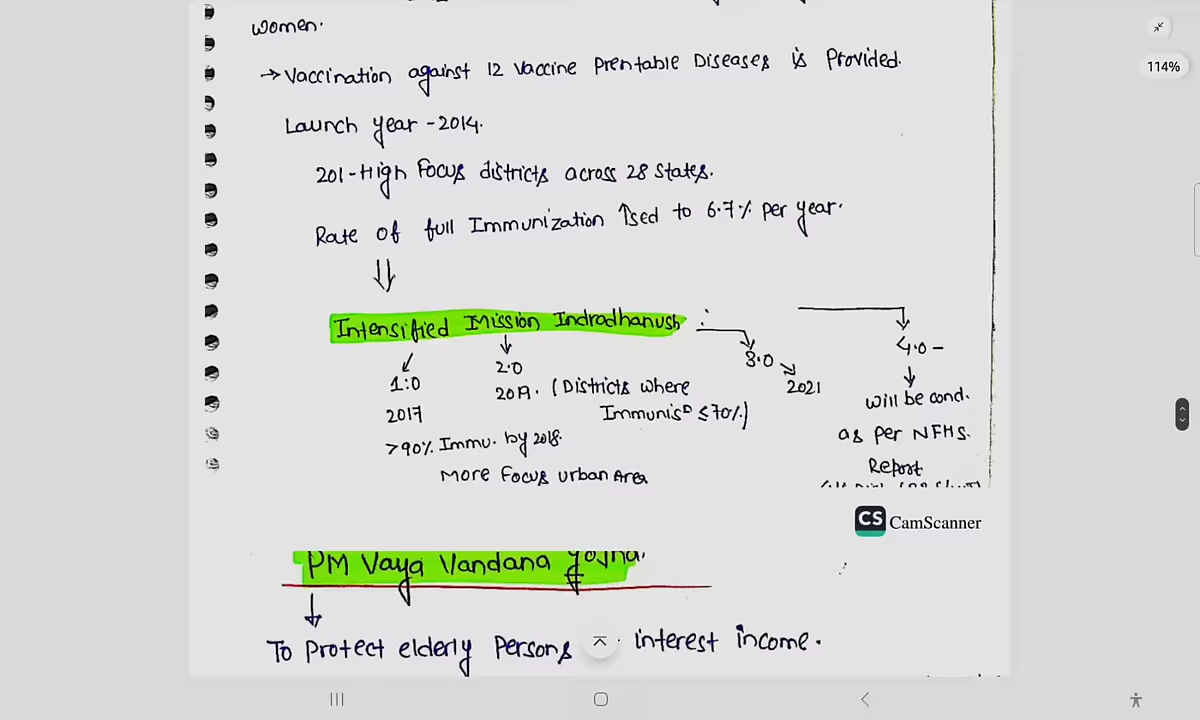 women.
114%
→ Vaccination against 12 Vaccine Prentable Diseases is Provided.
Launch year - 2014.
201 - High Focus districts across 28 States.
Rate of full Immunization ↑sed to 6.7% per year.
Intensified Mission Indradhanush :
1:0
2017
>90% Immu. by 2018.
More Focus urban Area
2.0
2019. (Districts where
Immunisⁿ ≤70%)
3.0
2021
4.0 -
will be cond.
as per NFHS.
Report
CS CamScanner
PM Vaya Vandana Yojna.
To Protect elderly Persons
interest income.